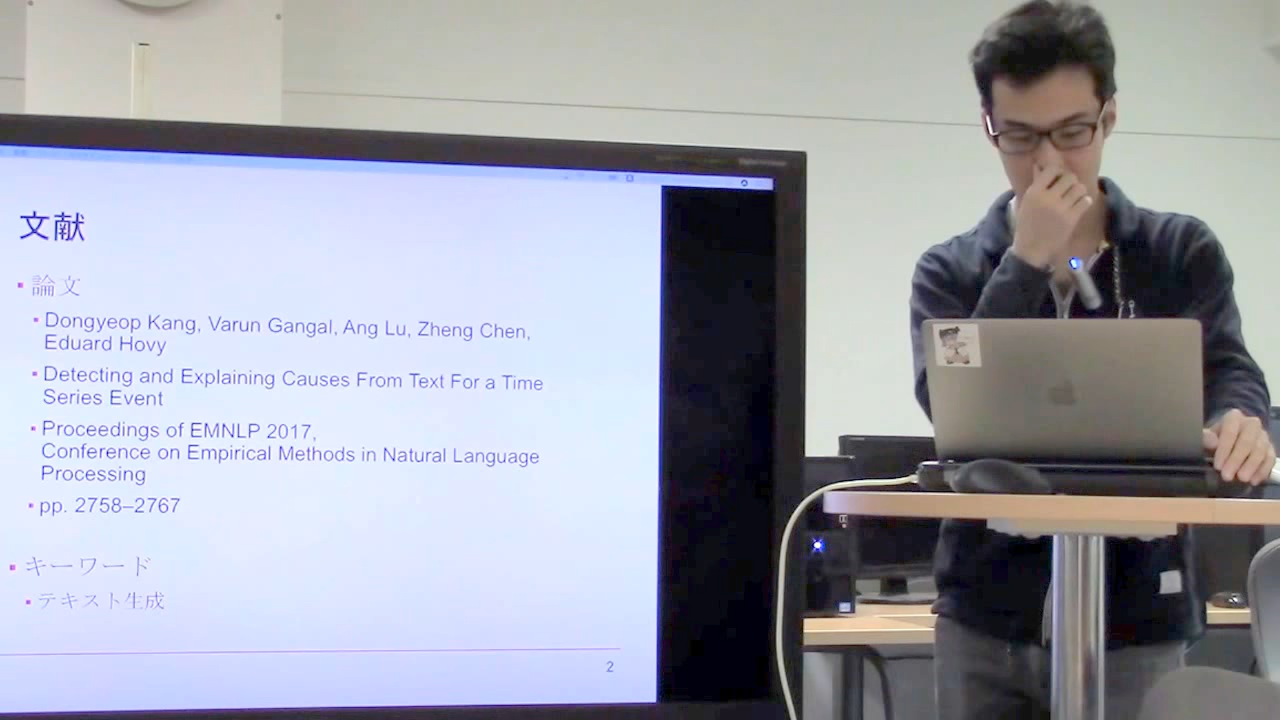 文献
論文
Dongyeop Kang, Varun Gangal, Ang Lu, Zheng Chen,
Eduard Hovy
Detecting and Explaining Causes From Text For a Time
Series Event
Proceedings of EMNLP 2017,
Conference on Empirical Methods in Natural Language
Processing
pp. 2758–2767
キーワード
テキスト生成
2